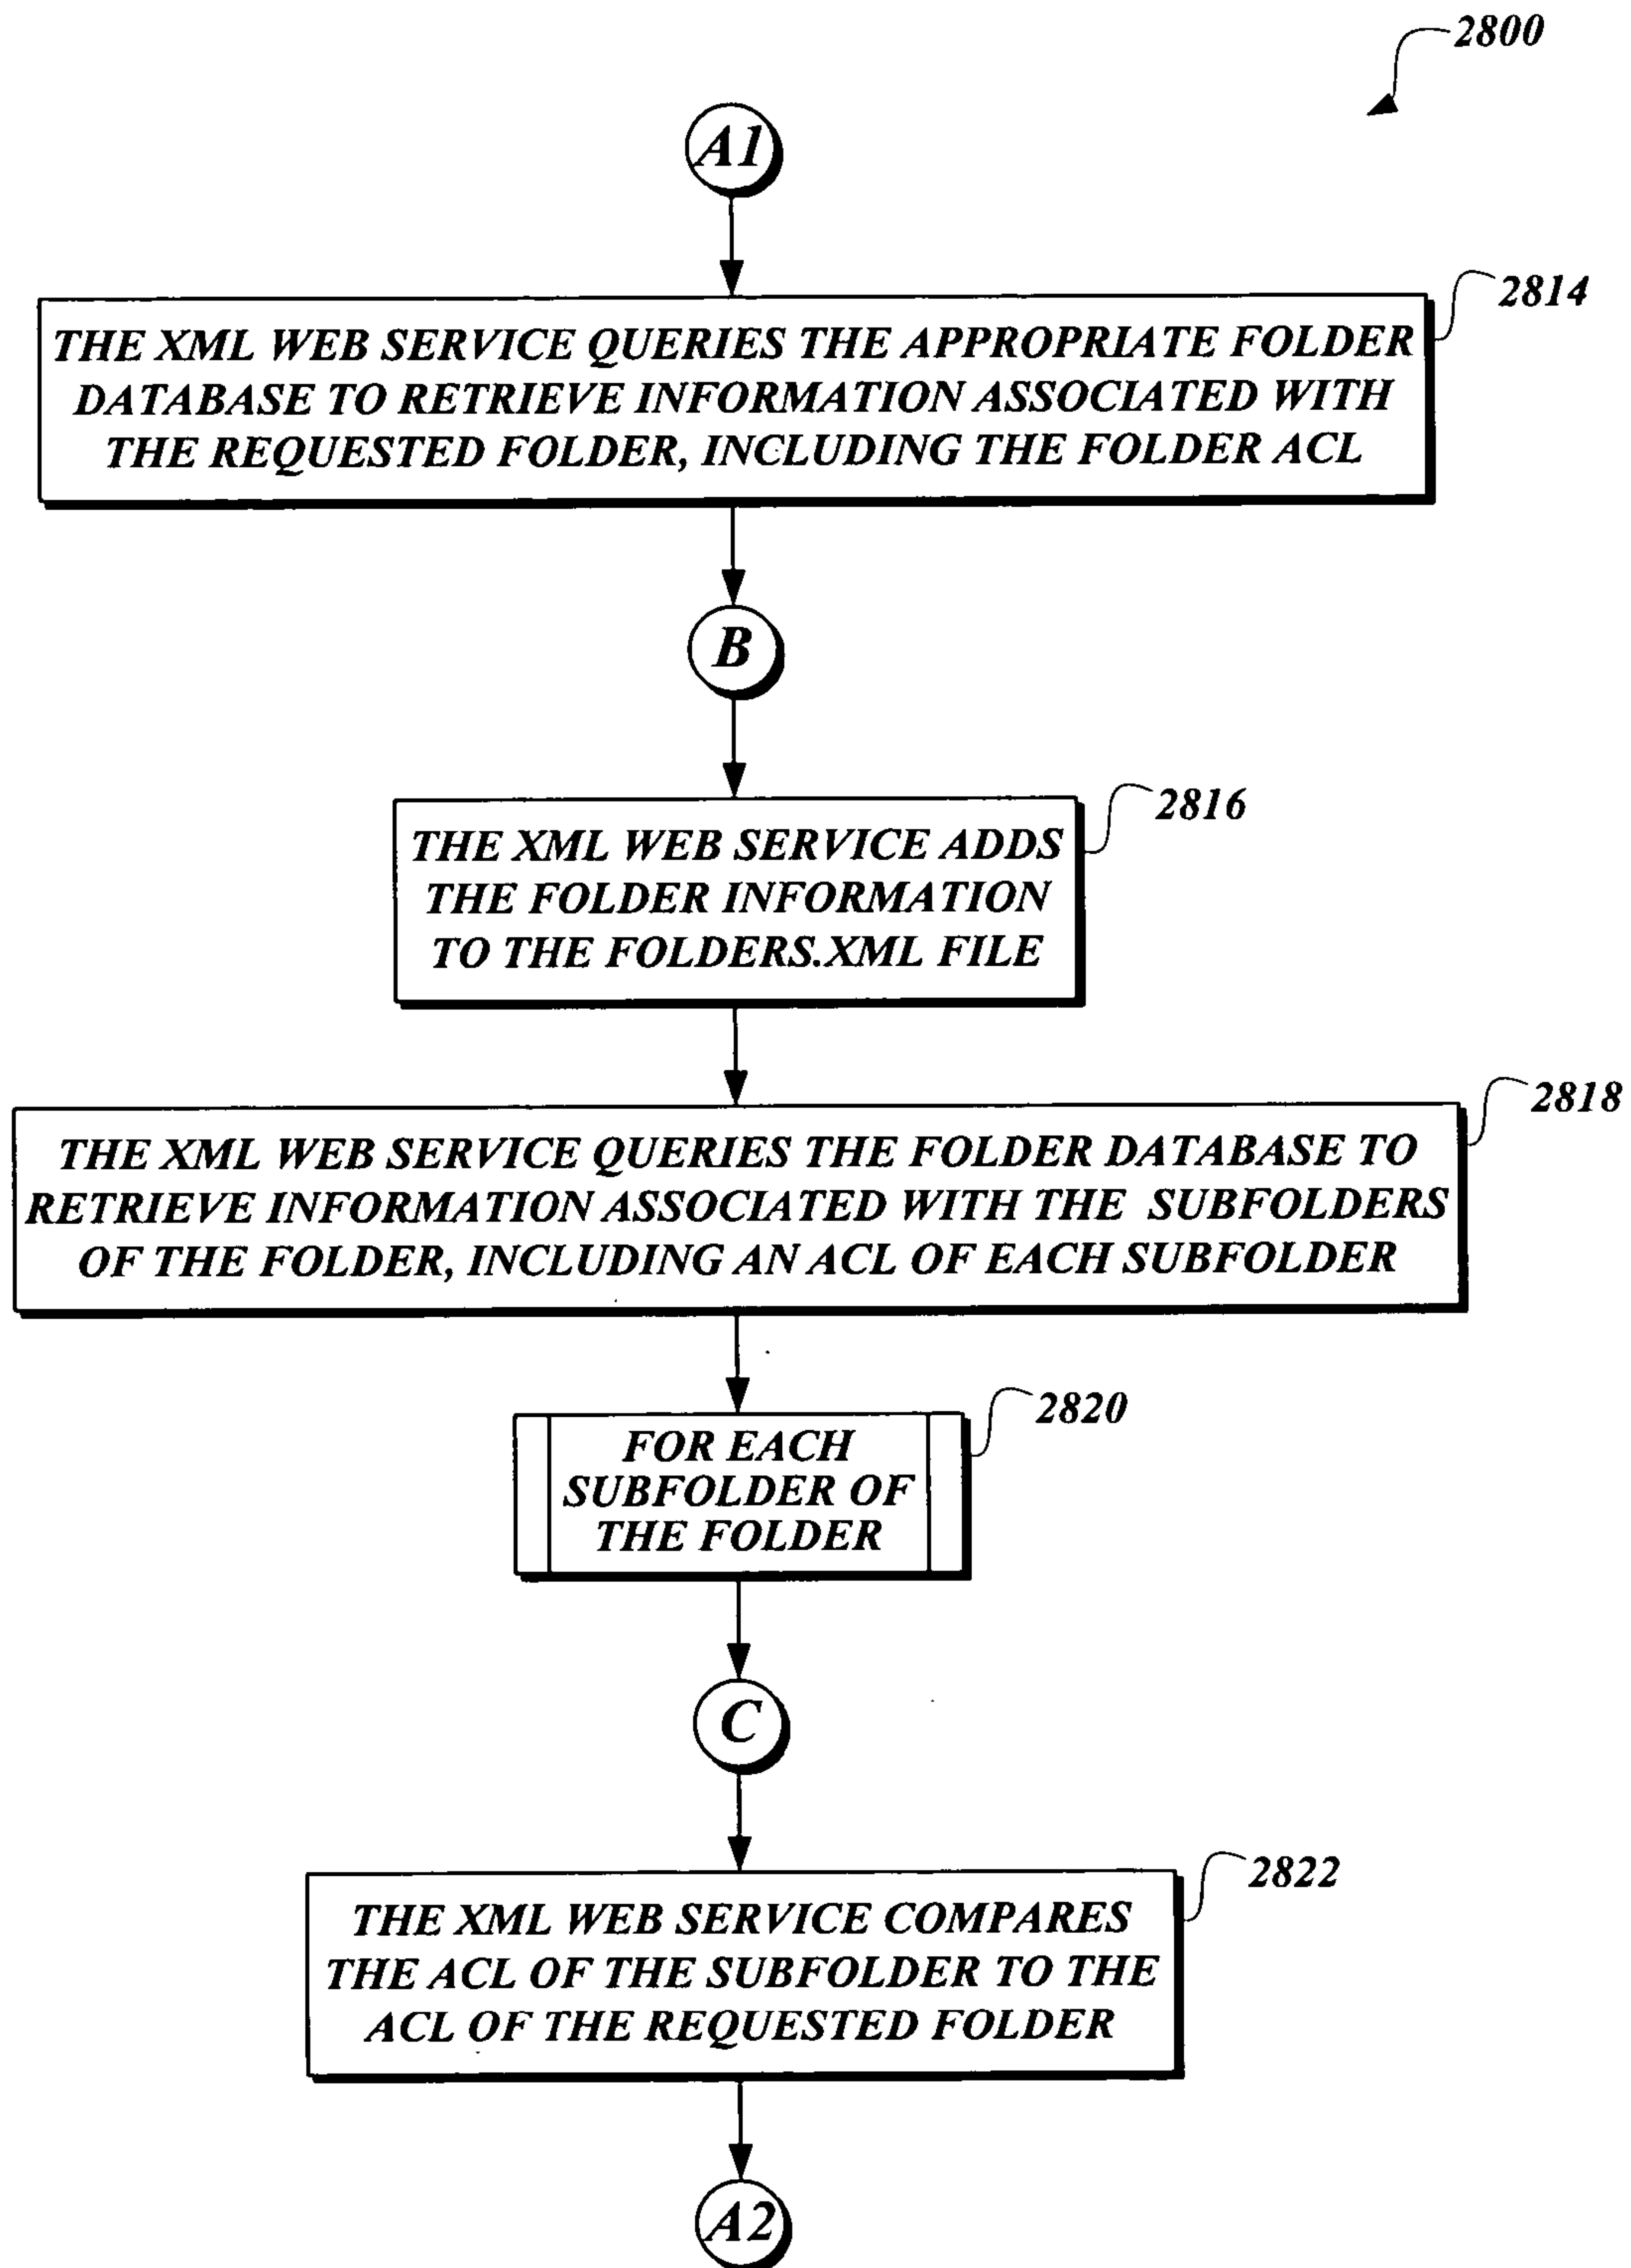 2800
A1
2814
THE XML WEB SERVICE QUERIES THE APPROPRIATE FOLDER
DATABASE TO RETRIEVE INFORMATION ASSOCIATED WITH
THE REQUESTED FOLDER, INCLUDING THE FOLDER ACL
B
2816
THE XML WEB SERVICE ADDS
THE FOLDER INFORMATION
TO THE FOLDERS.XML FILE
2818
THE XML WEB SERVICE QUERIES THE FOLDER DATABASE TO
RETRIEVE INFORMATION ASSOCIATED WITH THE SUBFOLDERS
OF THE FOLDER, INCLUDING AN ACL OF EACH SUBFOLDER
2820
FOR EACH
SUBFOLDER OF
THE FOLDER
C
2822
THE XML WEB SERVICE COMPARES
THE ACL OF THE SUBFOLDER TO THE
ACL OF THE REQUESTED FOLDER
A2